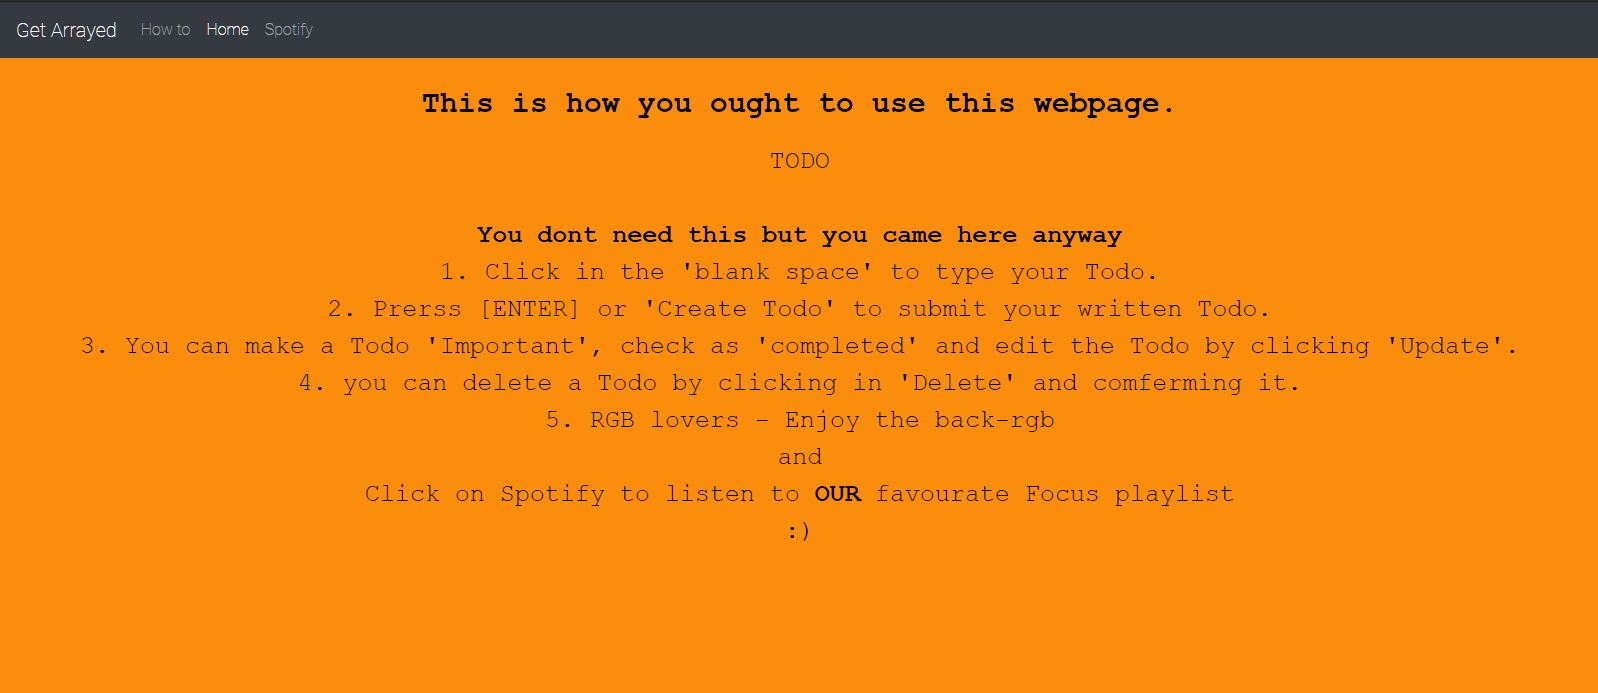 Get Arrayed How to Home Spotify
This is how you ought to use this webpage.
TODO
You dont need this but you came here anyway
1. Click in the 'blank space' to type your Todo.
2. Prerss [ENTER] or 'Create Todo' to submit your written Todo.
3. You can make a Todo 'Important', check as 'completed' and edit the Todo by clicking 'Update'.
4. you can delete a Todo by clicking in 'Delete' and comferming it.
5. RGB lovers - Enjoy the back-rgb
and
Click on Spotify to listen to OUR favourate Focus playlist
:)